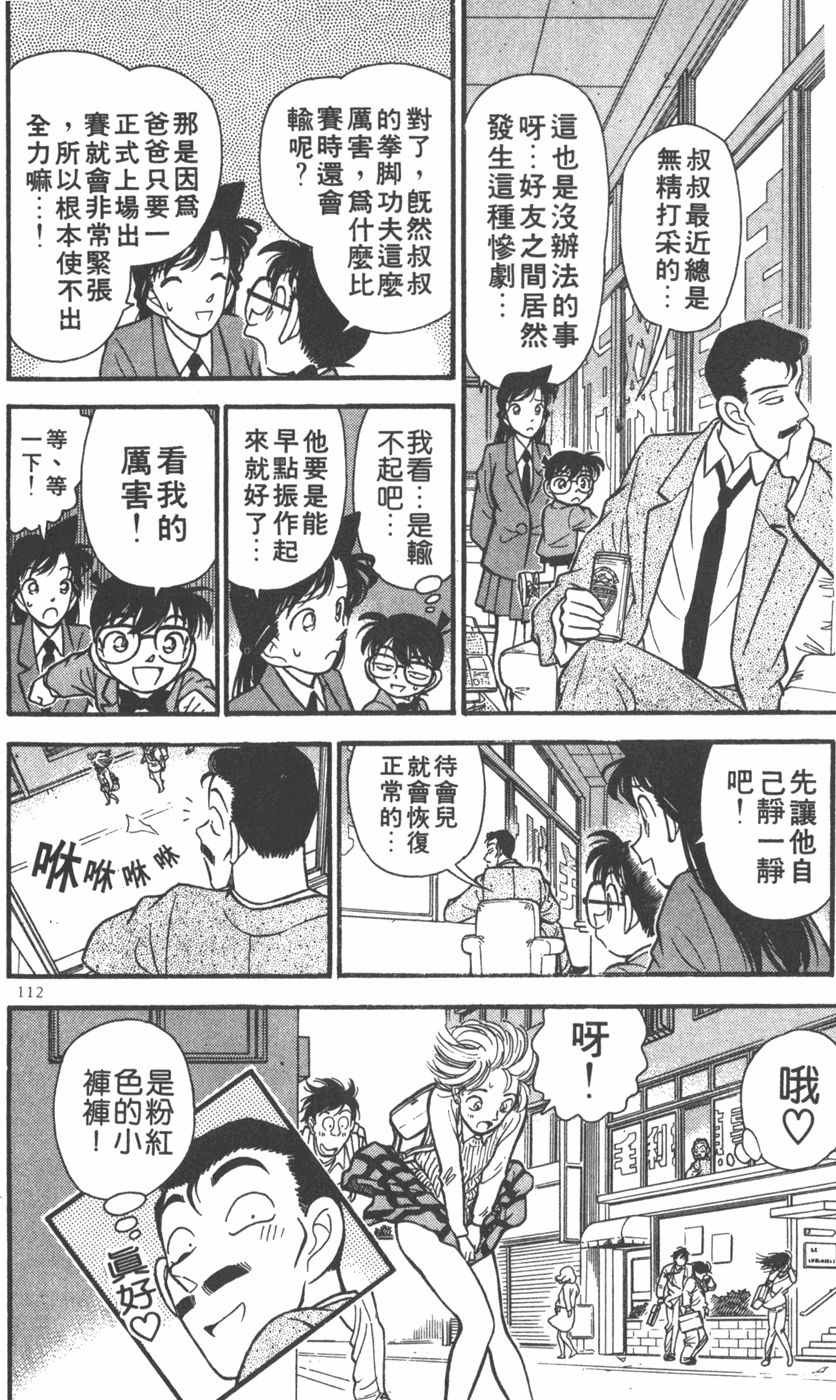 叔叔最近總是
無精打采的…
這也是沒辦法的事
呀…好友之間居然
發生這種慘劇…
對了，既然叔叔
的拳脚功夫這麼
厲害，爲什麼比
賽時還會
輸呢？
那是因爲
爸爸只要一
正式上場出
賽就會非常緊張
，所以根本使不出
全力嘛…！
我看…是輸
不起吧…
他要是能
早點振作起
來就好了…
看我的
厲害！
等、等
一下！
先讓他自
己靜一靜
吧！
待會兒
就會恢復
正常的…
咻咻咻咻
112
哦♡
呀！
是粉紅
色的小
褲褲！
眞好♡